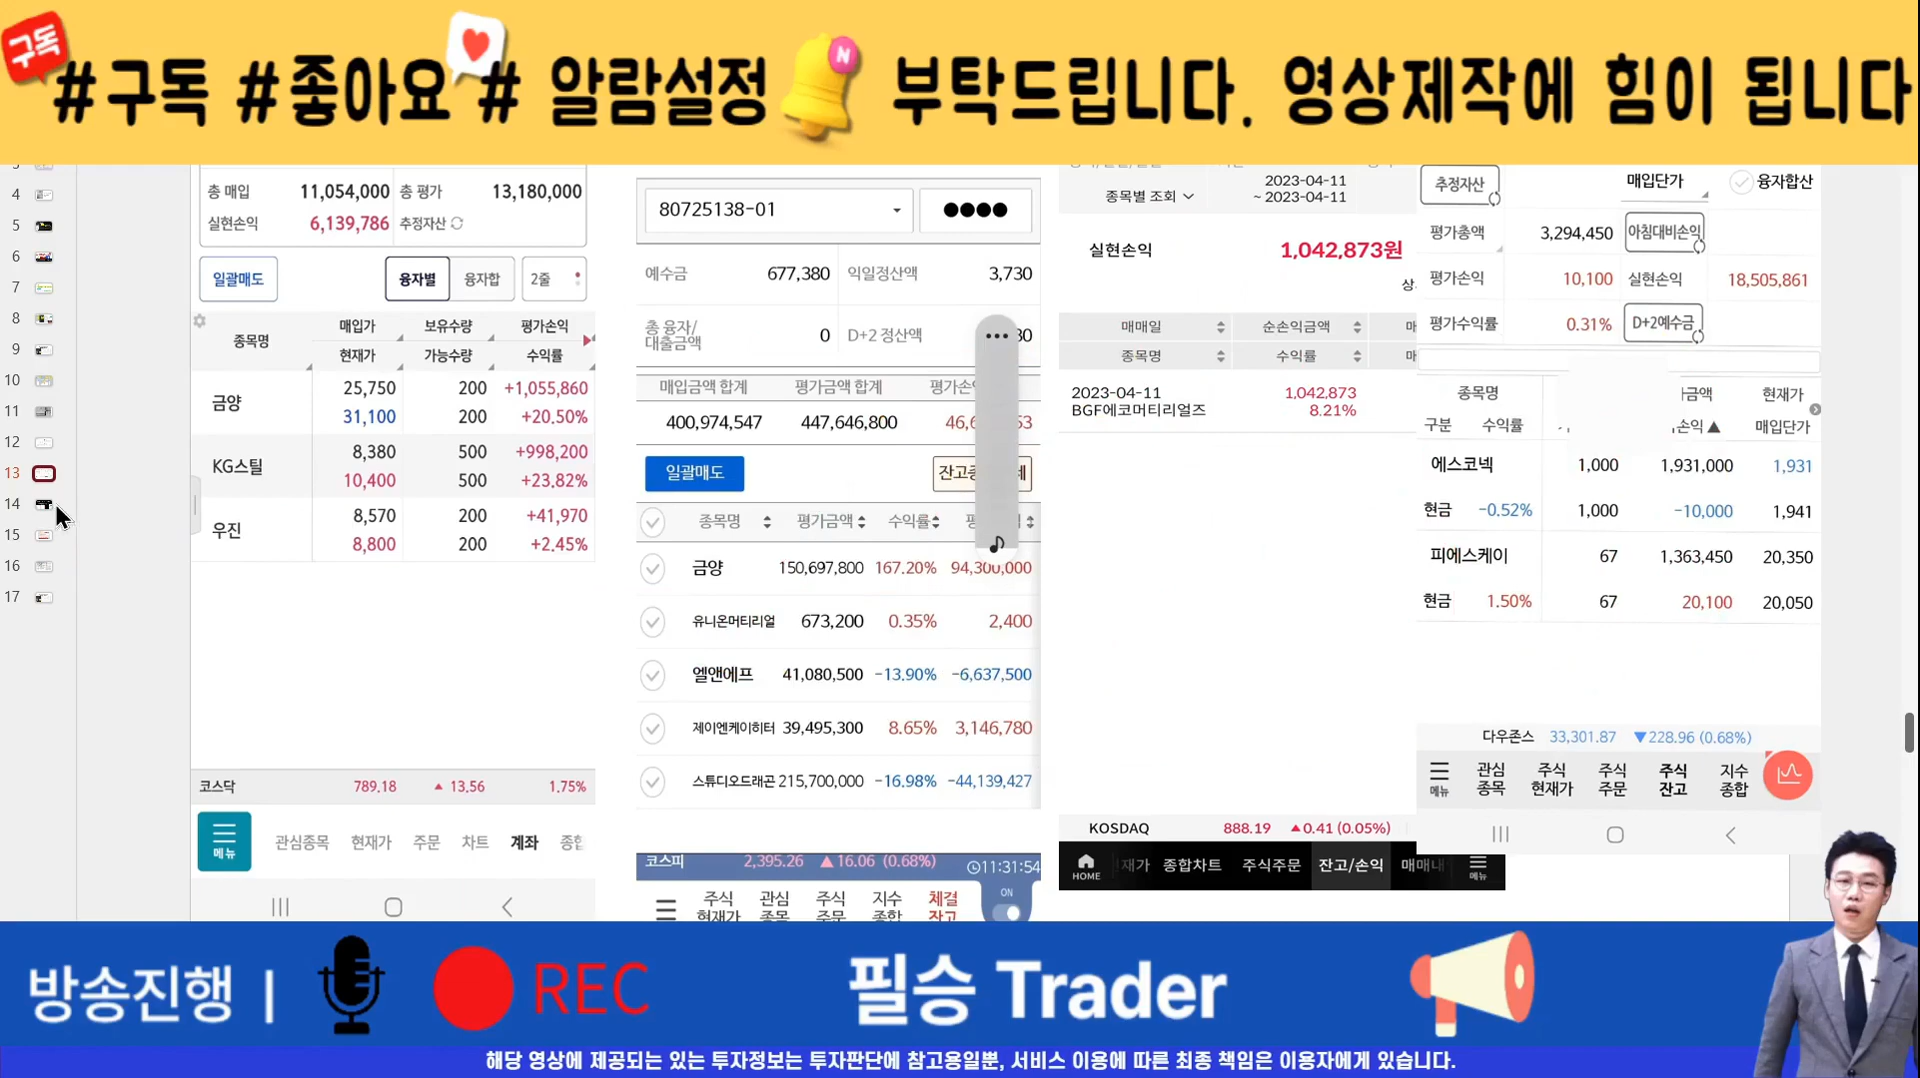 구독
N
#구독 #좋아요 # 알람설정 부탁드립니다. 영상제작에 힘이 됩니다
4
5
6
7
8
9
10
11
12
13
14
15
16
17
총 매입 11,054,000 총 평가 13,180,000
실현손익 6,139,786 추정자산
일괄매도 융자별 융자합 2줄
종목명 매입가 보유수량 평가손익
현재가 가능수량 수익률
금양 25,750 200 +1,055,860
31,100 200 +20.50%
KG스틸 8,380 500 +998,200
10,400 500 +23.82%
우진 8,570 200 +41,970
8,800 200 +2.45%
코스닥 789.18 ▲ 13.56 1.75%
메뉴 관심종목 현재가 주문 차트 계좌
80725138-01 ●●●●
예수금 677,380 익일정산액 3,730
총 융자/
대출금액 0 D+2 정산액
매입금액 합계 평가금액 합계
400,974,547 447,646,800
일괄매도
종목명 평가금액 수익률
금양 150,697,800 167.20% 94,300,000
유니온머티리얼 673,200 0.35% 2,400
엘앤에프 41,080,500 -13.90% -6,637,500
제이엔케이히터 39,495,300 8.65% 3,146,780
스튜디오드래곤 215,700,000 -16.98% -44,139,427
코스피 2,395.26 ▲ 16.06 (0.68%) 11:31:54
주식 현재가 관심 종목 주식 주문 지수 종합 체결 잔고 ON
종목별 조회 2023-04-11
~ 2023-04-11
실현손익 1,042,873원
매매일 순손익금액
종목명 수익률
2023-04-11 1,042,873
BGF에코머티리얼즈 8.21%
KOSDAQ 888.19 ▲0.41 (0.05%)
HOME 종합차트 주식주문 잔고/손익 메뉴
추정자산 매입단가 융자합산
평가총액 3,294,450 아침대비손익
평가손익 10,100 실현손익 18,505,861
평가수익률 0.31% D+2예수금
종목명 현재가
구분 수익률 손익▲ 매입단가
에스코넥 1,000 1,931,000 1,931
현금 -0.52% 1,000 -10,000 1,941
피에스케이 67 1,363,450 20,350
현금 1.50% 67 20,100 20,050
다우존스 33,301.87 ▼228.96 (0.68%)
메뉴 관심 종목 주식 현재가 주식 주문 주식 잔고 지수 종합
방송진행 | REC 필승 Trader
해당 영상에 제공되는 있는 투자정보는 투자판단에 참고용일뿐, 서비스 이용에 따른 최종 책임은 이용자에게 있습니다.